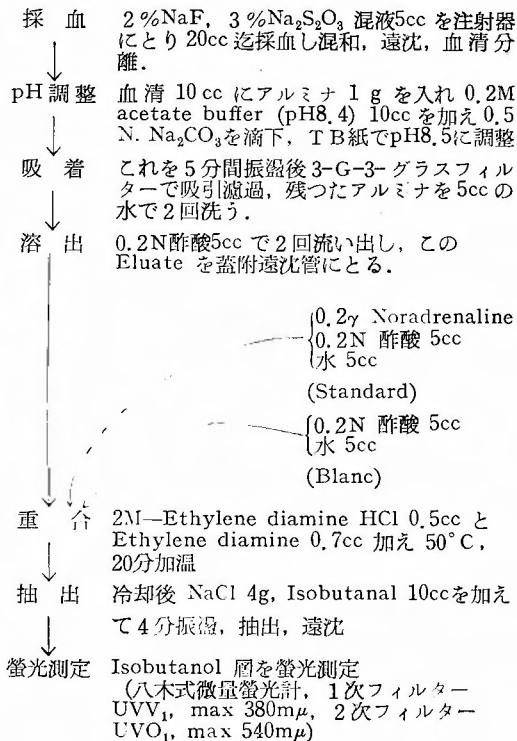 採血 2%NaF, 3%Na₂S₂O₃ 混液5cc を注射器
にとり 20cc 迄採血し混和，遠沈，血清分
離．
pH調整 血清 10cc にアルミナ 1g を入れ 0.2M
acetate buffer (pH8.4) 10cc を加え 0.5
N. Na₂CO₃を滴下，TB紙でpH8.5に調整
吸着 これを5分間振盪後3-G-3-グラスフィル
ターで吸引濾過，残つたアルミナを5ccの
水で2回洗う．
溶出 0.2N酢酸5cc で2回流い出し，この
Eluate を蓋附遠沈管にとる．
0.2γ Noradrenaline
0.2N 酢酸 5cc
水 5cc
(Standard)
0.2N 酢酸 5cc
水 5cc
(Blanc)
重合 2M—Ethylene diamine HCl 0.5cc と
Ethylene diamine 0.7cc 加え 50°C，
20分加温
抽出 冷却後 NaCl 4g, Isobutanal 10ccを加え
て4分振盪，抽出，遠沈
螢光測定 Isobutanol 層を螢光測定
(八木式微量螢光計，1次フィルター
UVV₁, max 380mμ, 2次フィルター
UVO₁, max 540mμ)